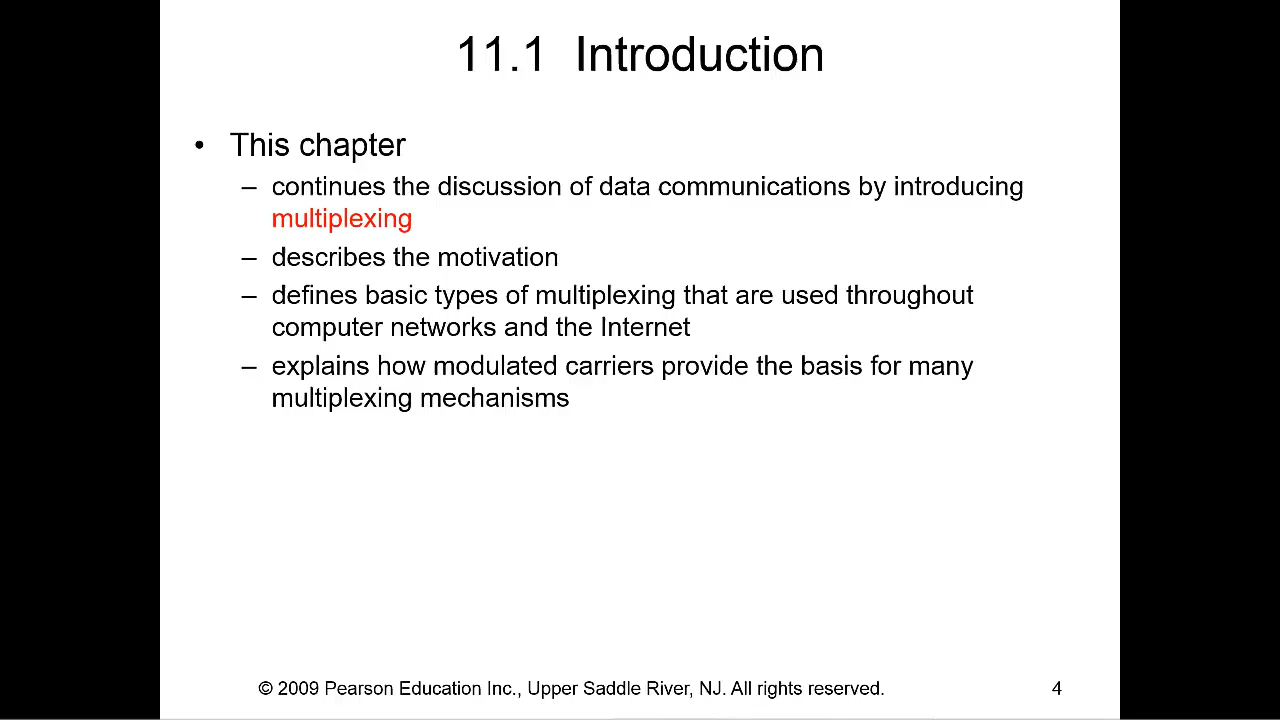 11.1 Introduction
• This chapter
– continues the discussion of data communications by introducing
multiplexing
– describes the motivation
– defines basic types of multiplexing that are used throughout
computer networks and the Internet
– explains how modulated carriers provide the basis for many
multiplexing mechanisms
© 2009 Pearson Education Inc., Upper Saddle River, NJ. All rights reserved.
4